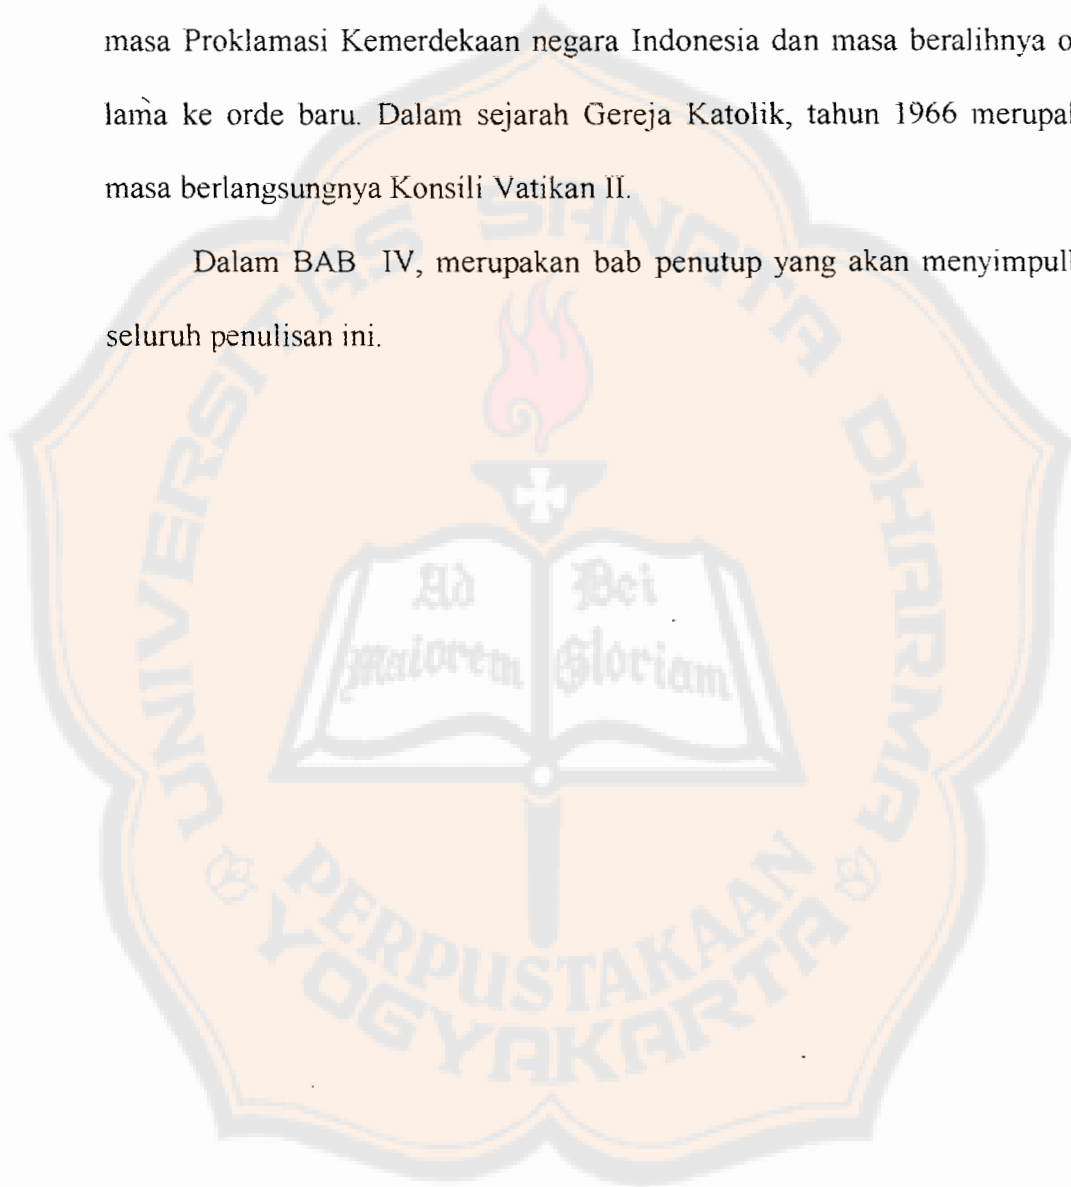 masa Proklamasi Kemerdekaan negara Indonesia dan masa beralihnya o
lama ke orde baru. Dalam sejarah Gereja Katolik, tahun 1966 merupa
masa berlangsungnya Konsili Vatikan II.
Dalam BAB IV, merupakan bab penutup yang akan menyimpul
seluruh penulisan ini.
UNIVERSITAS SANATA DHARMA
Ad Dei
Maiorem Gloriam
PERPUSTAKAAN
YOGYAKARTA